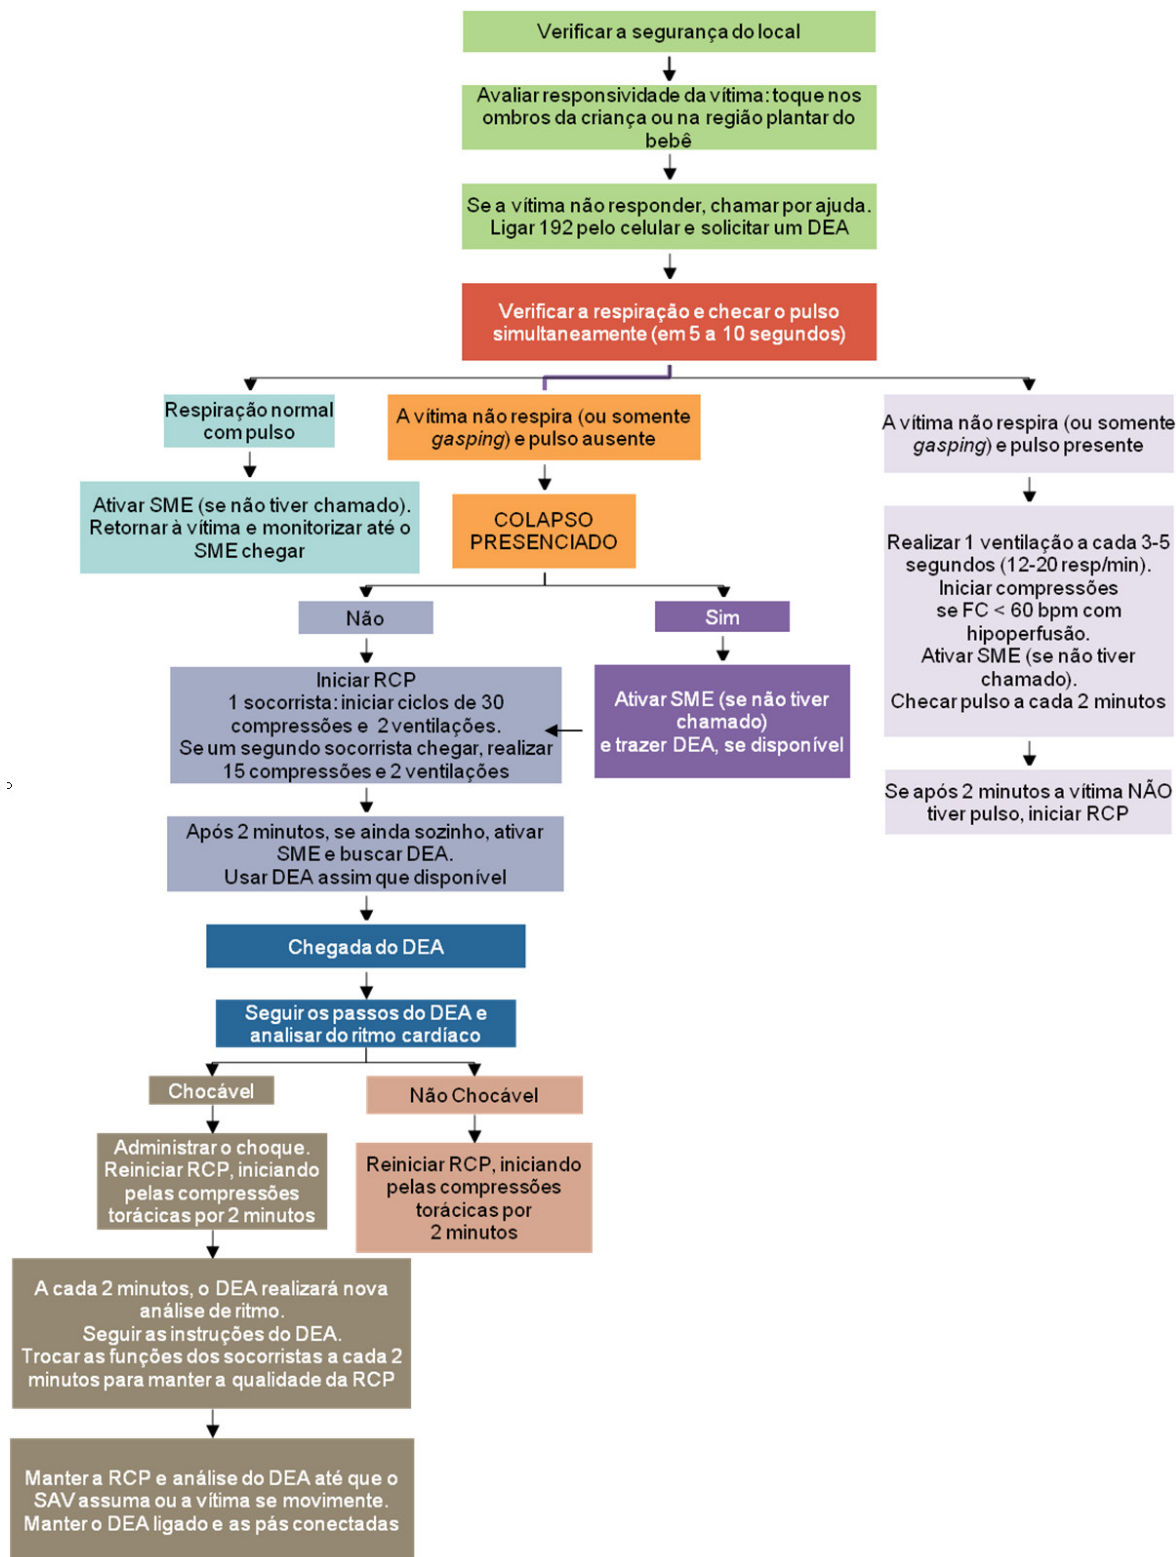 Verificar a segurança do local
Avaliar responsividade da vítima: toque nos
ombros da criança ou na região plantar do
bebê
Se a vítima não responder, chamar por ajuda.
Ligar 192 pelo celular e solicitar um DEA
Verificar a respiração e checar o pulso
simultaneamente (em 5 a 10 segundos)
Respiração normal
com pulso
Ativar SME (se não tiver chamado).
Retornar à vítima e monitorizar até o
SME chegar
A vítima não respira (ou somente
gasping) e pulso ausente
COLAPSO
PRESENCIADO
A vítima não respira (ou somente
gasping) e pulso presente
Realizar 1 ventilação a cada 3-5
segundos (12-20 resp/min).
Iniciar compressões
se FC < 60 bpm com
hipoperfusão.
Ativar SME (se não tiver
chamado).
Checar pulso a cada 2 minutos
Se após 2 minutos a vítima NÃO
tiver pulso, iniciar RCP
Não
Sim
Iniciar RCP
1 socorrista: iniciar ciclos de 30
compressões e 2 ventilações.
Se um segundo socorrista chegar, realizar
15 compressões e 2 ventilações
Ativar SME (se não tiver
chamado)
e trazer DEA, se disponível
Após 2 minutos, se ainda sozinho, ativar
SME e buscar DEA.
Usar DEA assim que disponível
Chegada do DEA
Seguir os passos do DEA e
analisar do ritmo cardíaco
Chocável
Não Chocável
Administrar o choque.
Reiniciar RCP, iniciando
pelas compressões
torácicas por 2 minutos
Reiniciar RCP, iniciando
pelas compressões
torácicas por
2 minutos
A cada 2 minutos, o DEA realizará nova
análise de ritmo.
Seguir as instruções do DEA.
Trocar as funções dos socorristas a cada 2
minutos para manter a qualidade da RCP
Manter a RCP e análise do DEA até que o
SAV assuma ou a vítima se movimente.
Manter o DEA ligado e as pás conectadas